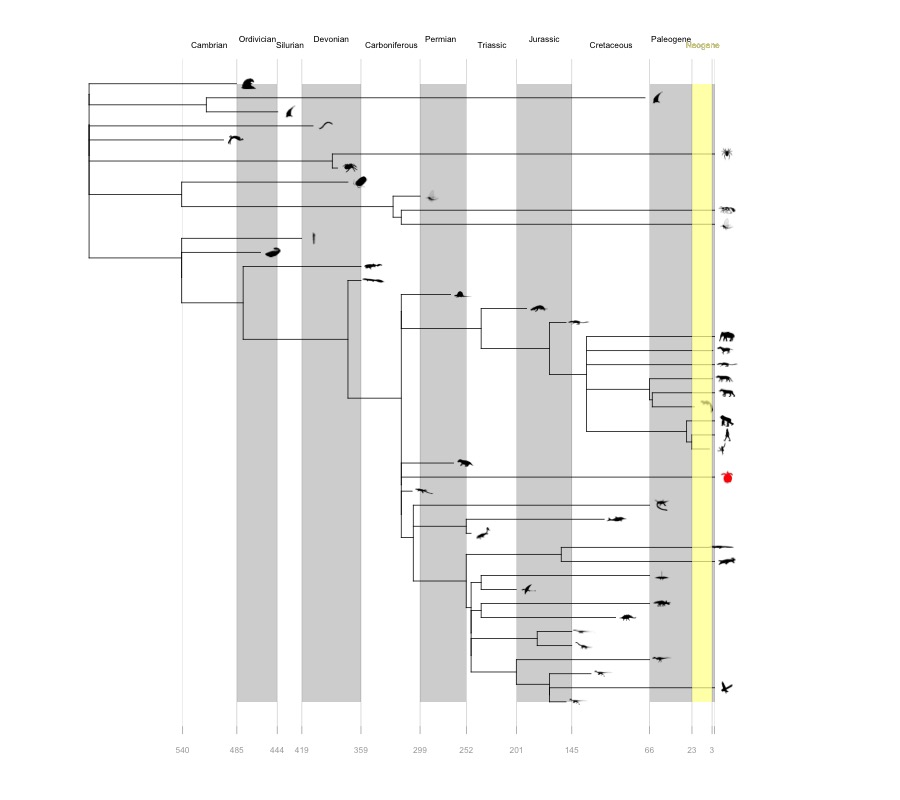 Ordivician Devonian Permian Jurassic Paleogene
Cambrian Silurian Carboniferous Triassic Cretaceous Neogene
540 485 444 419 359 299 252 201 145 66 23 3